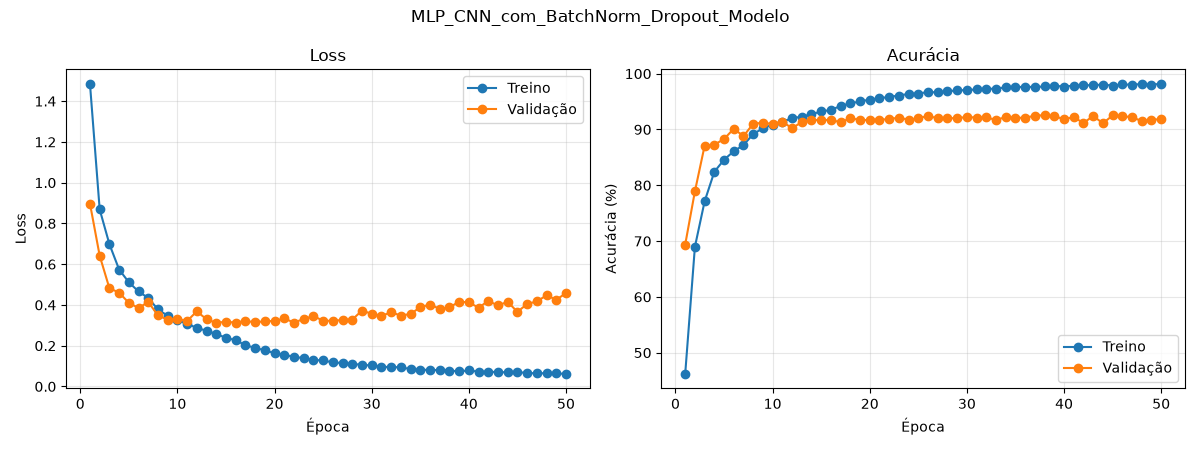 MLP_CNN_com_BatchNorm_Dropout_Modelo
Loss
1.4
1.2
1.0
0.8
0.6
0.4
0.2
0.0
Loss
0 10 20 30 40 50
Época
Treino
Validação
Acurácia
100
90
80
70
60
50
Acurácia (%)
0 10 20 30 40 50
Época
Treino
Validação